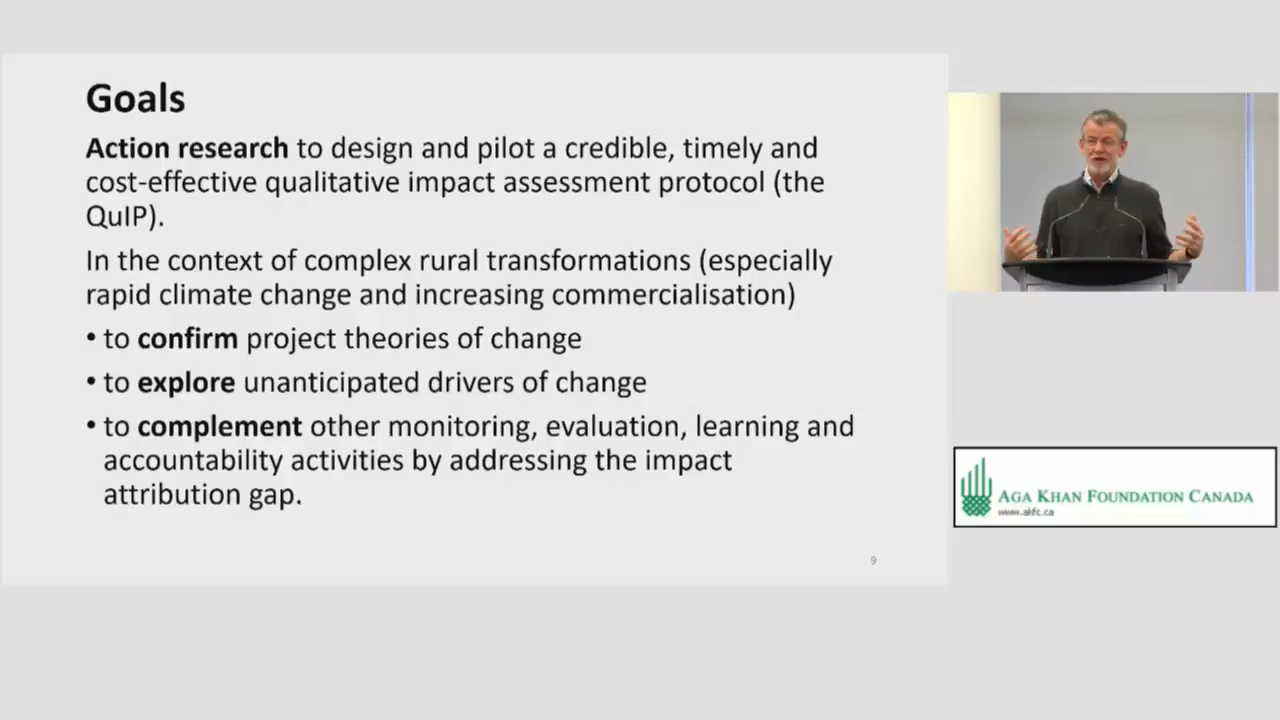 Goals
Action research to design and pilot a credible, timely and
cost-effective qualitative impact assessment protocol (the
QuIP).
In the context of complex rural transformations (especially
rapid climate change and increasing commercialisation)
• to confirm project theories of change
• to explore unanticipated drivers of change
• to complement other monitoring, evaluation, learning and
accountability activities by addressing the impact
attribution gap.
9
AGA KHAN FOUNDATION CANADA
www.akfc.ca